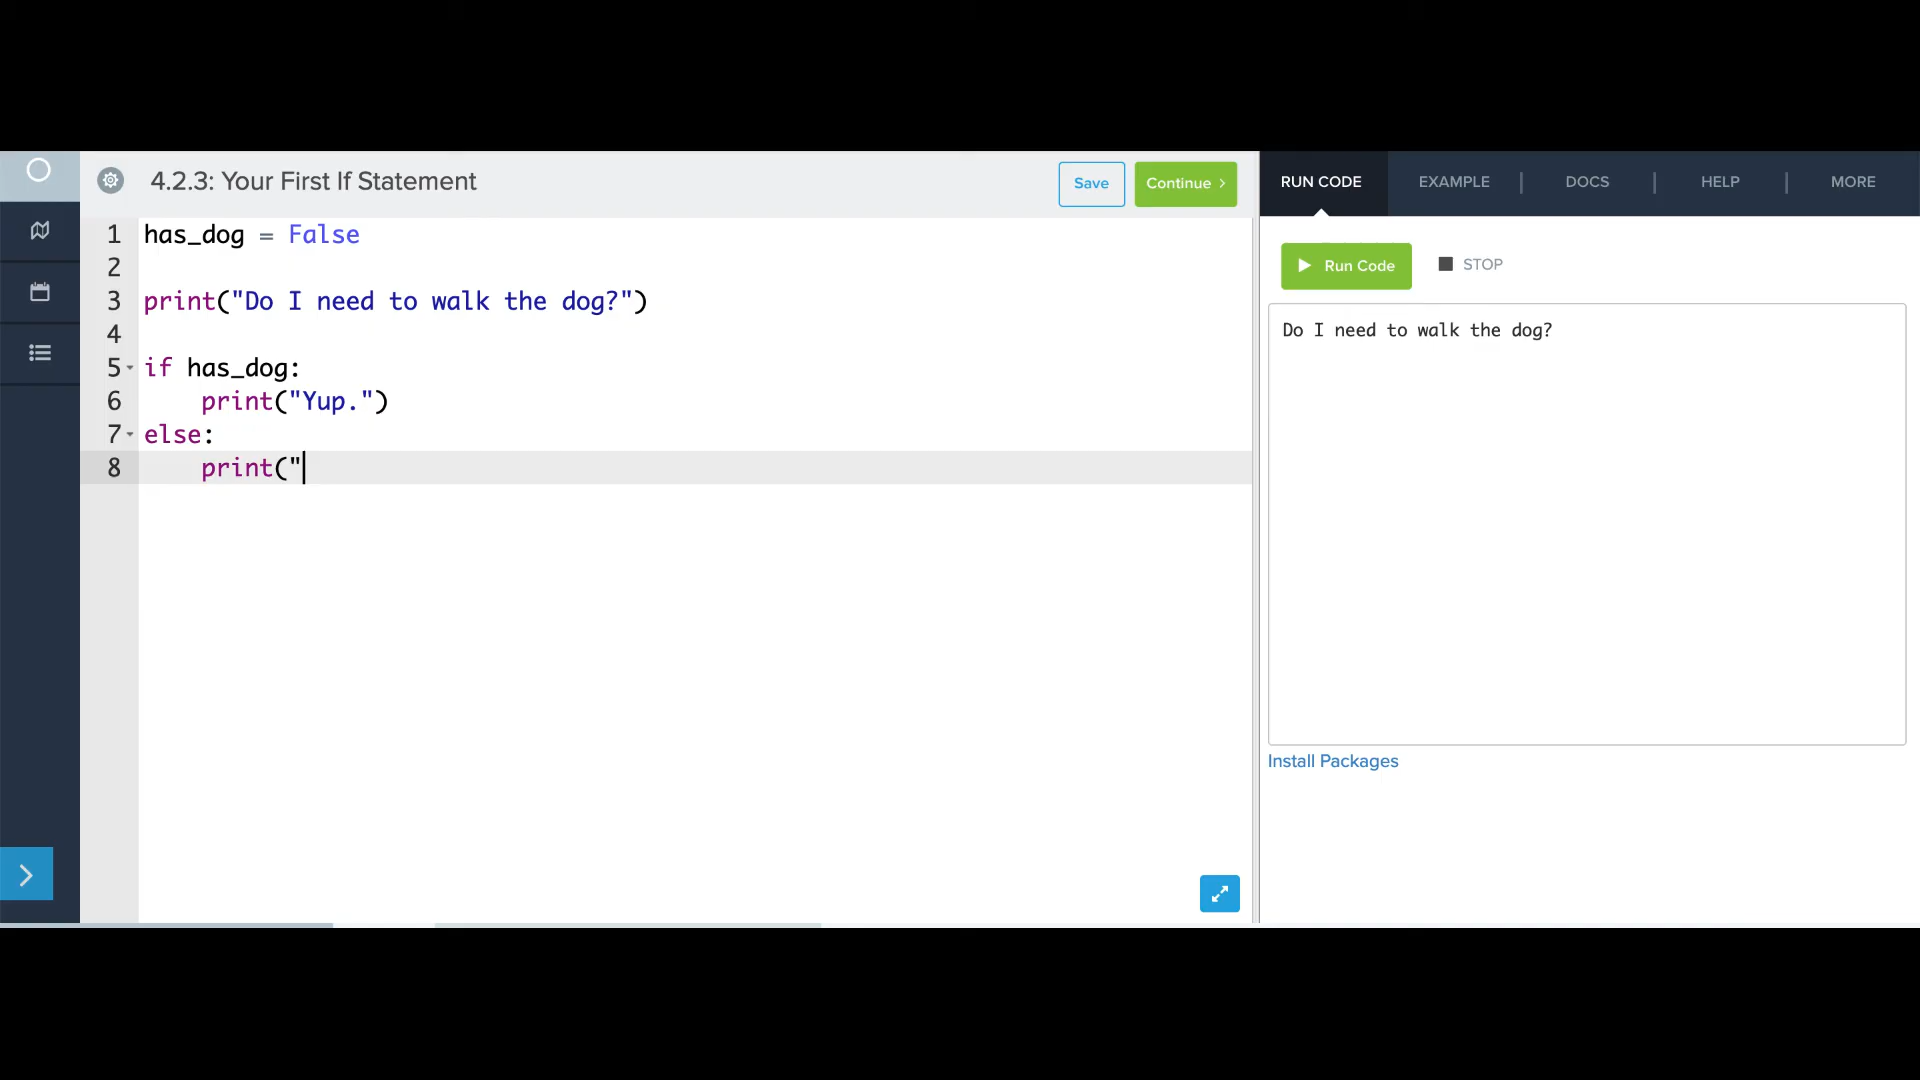 4.2.3: Your First If Statement
Save
Continue
RUN CODE
EXAMPLE
DOCS
HELP
MORE
1 has_dog = False
2
3 print("Do I need to walk the dog?")
4
5 if has_dog:
6     print("Yup.")
7 else:
8     print("
Run Code
STOP
Do I need to walk the dog?
Install Packages